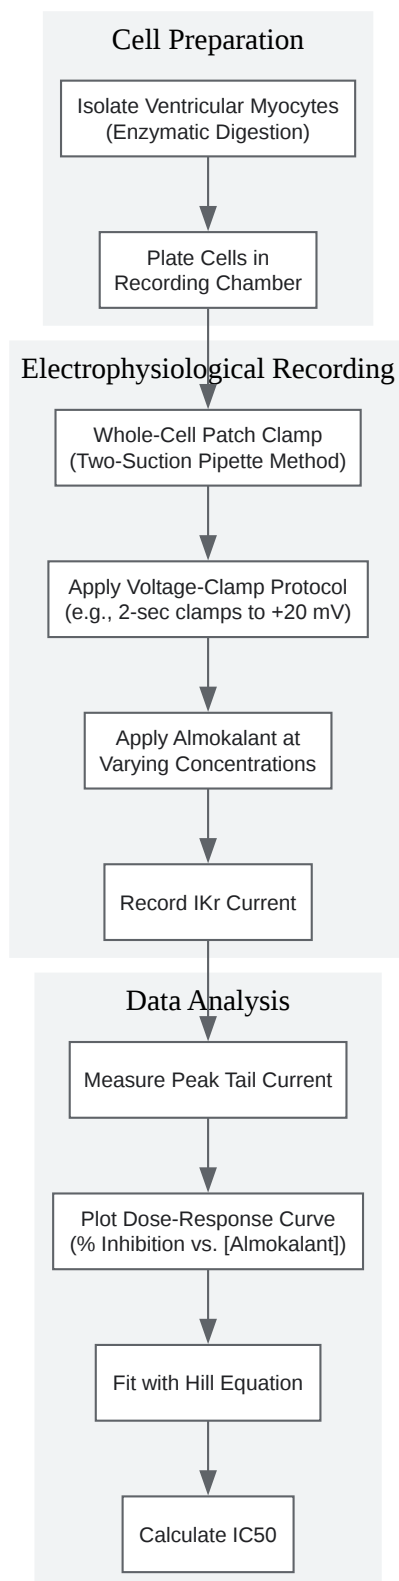 Cell Preparation
Isolate Ventricular Myocytes
(Enzymatic Digestion)
Plate Cells in
Recording Chamber
Electrophysiological Recording
Whole-Cell Patch Clamp
(Two-Suction Pipette Method)
Apply Voltage-Clamp Protocol
(e.g., 2-sec clamps to +20 mV)
Apply Almokalant at
Varying Concentrations
Record IKr Current
Data Analysis
Measure Peak Tail Current
Plot Dose-Response Curve
(% Inhibition vs. [Almokalant])
Fit with Hill Equation
Calculate IC50